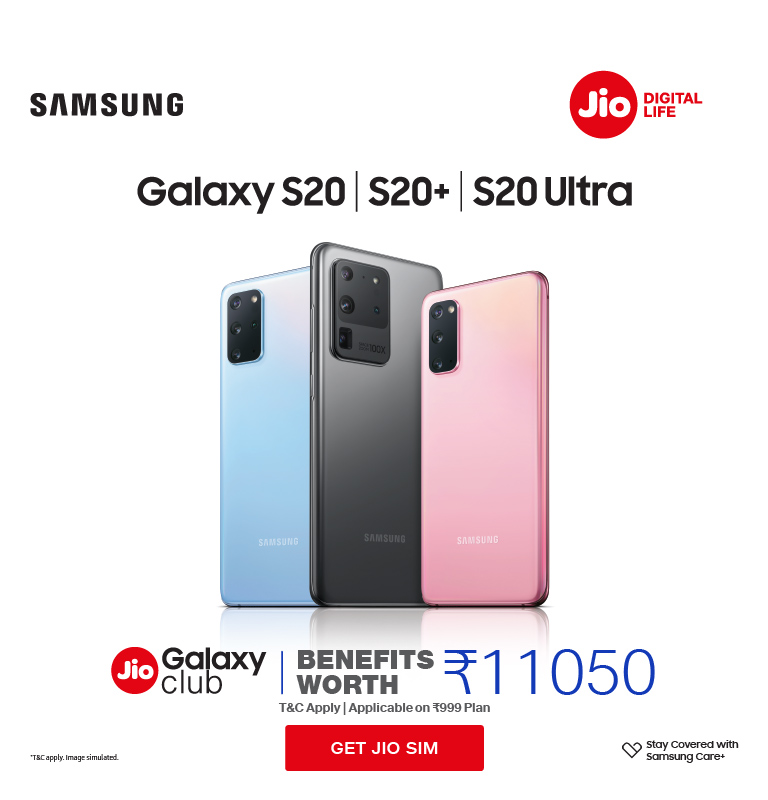 SAMSUNG
Jio DIGITAL
LIFE
Galaxy S20 | S20+ | S20 Ultra
100X
SAMSUNG
SAMSUNG
SAMSUNG
Jio Galaxy
club
BENEFITS
WORTH
₹11050
T&C Apply | Applicable on ₹999 Plan
GET JIO SIM
*T&C apply. Image simulated.
Stay Covered with
Samsung Care+